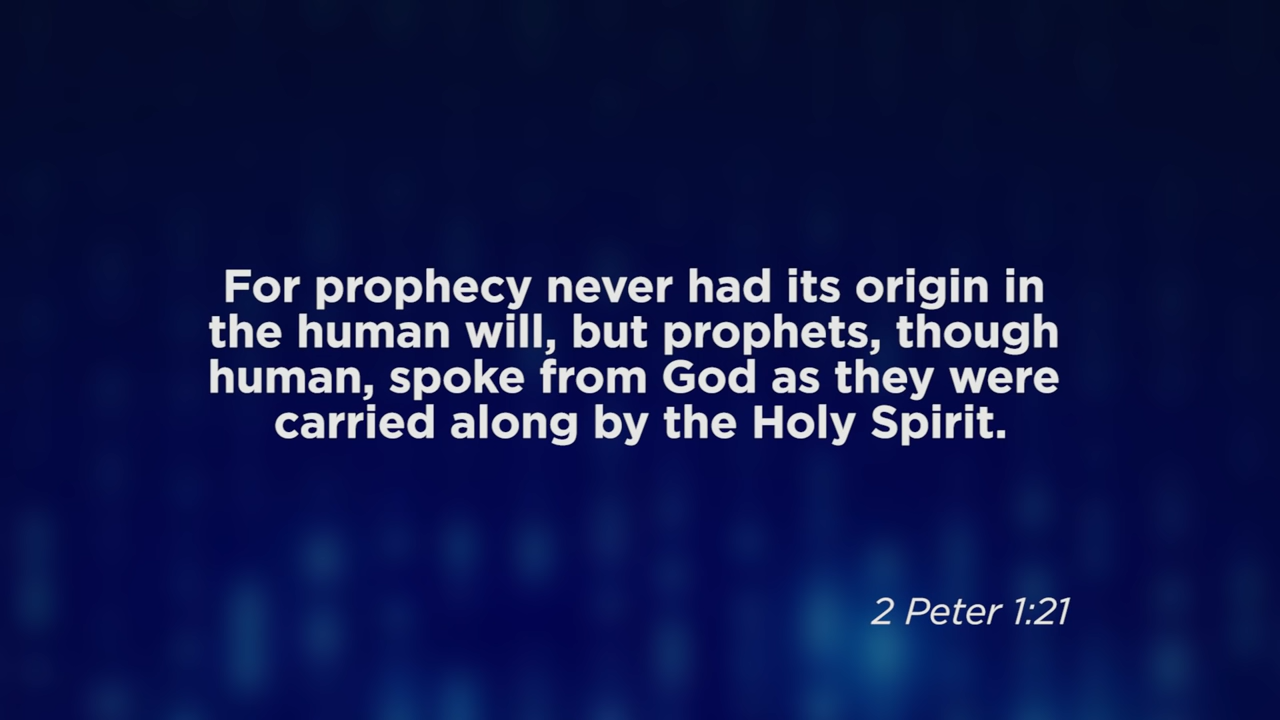 For prophecy never had its origin in
the human will, but prophets, though
human, spoke from God as they were
carried along by the Holy Spirit.
2 Peter 1:21